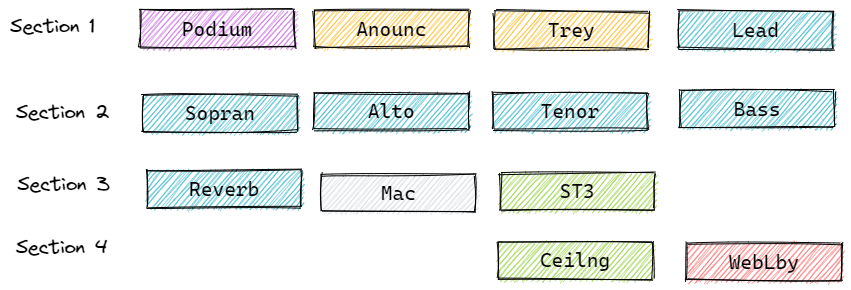 Section 1 Podium Anounc Trey Lead
Section 2 Sopran Alto Tenor Bass
Section 3 Reverb Mac ST3
Section 4 Ceilng WebLby